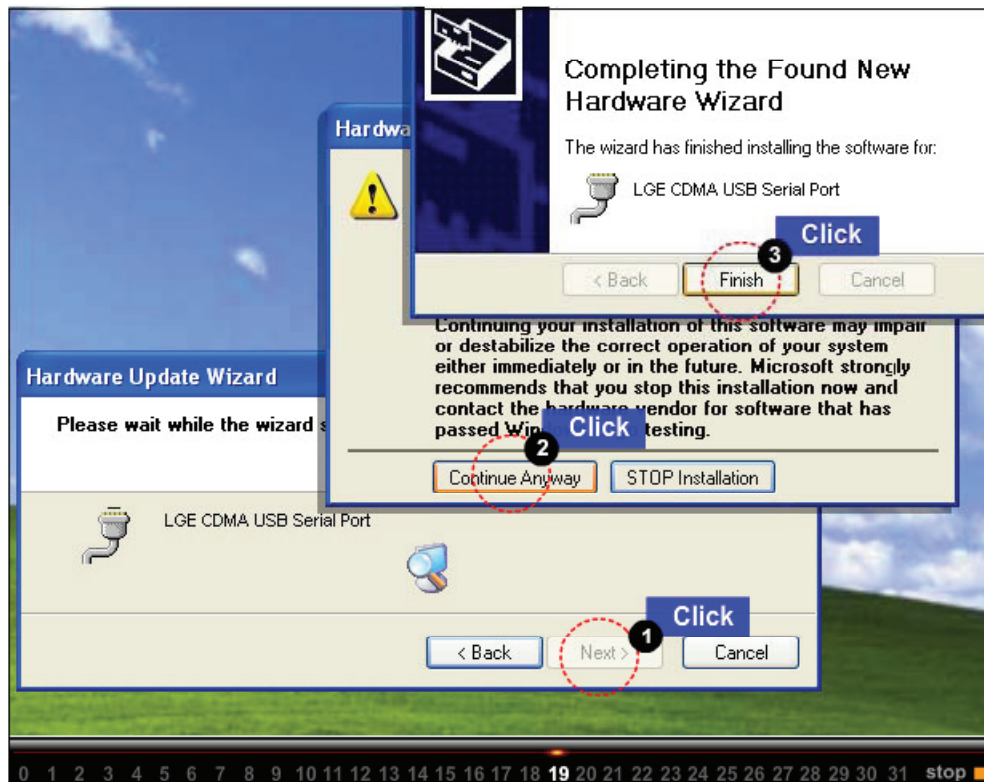 Completing the Found New
Hardware Wizard
The wizard has finished installing the software for:
LGE CDMA USB Serial Port
Click
3
< Back
Finish
Cancel
Hardwa
Continuing your installation of this software may impair
or destabilize the correct operation of your system
either immediately or in the future. Microsoft strongly
recommends that you stop this installation now and
contact the hardware vendor for software that has
passed testing.
Click
2
Continue Anyway
STOP Installation
Hardware Update Wizard
Please wait while the wizard s
LGE CDMA USB Serial Port
Click
1
< Back
Next >
Cancel
0 1 2 3 4 5 6 7 8 9 10 11 12 13 14 15 16 17 18 19 20 21 22 23 24 25 26 27 28 29 30 31 stop